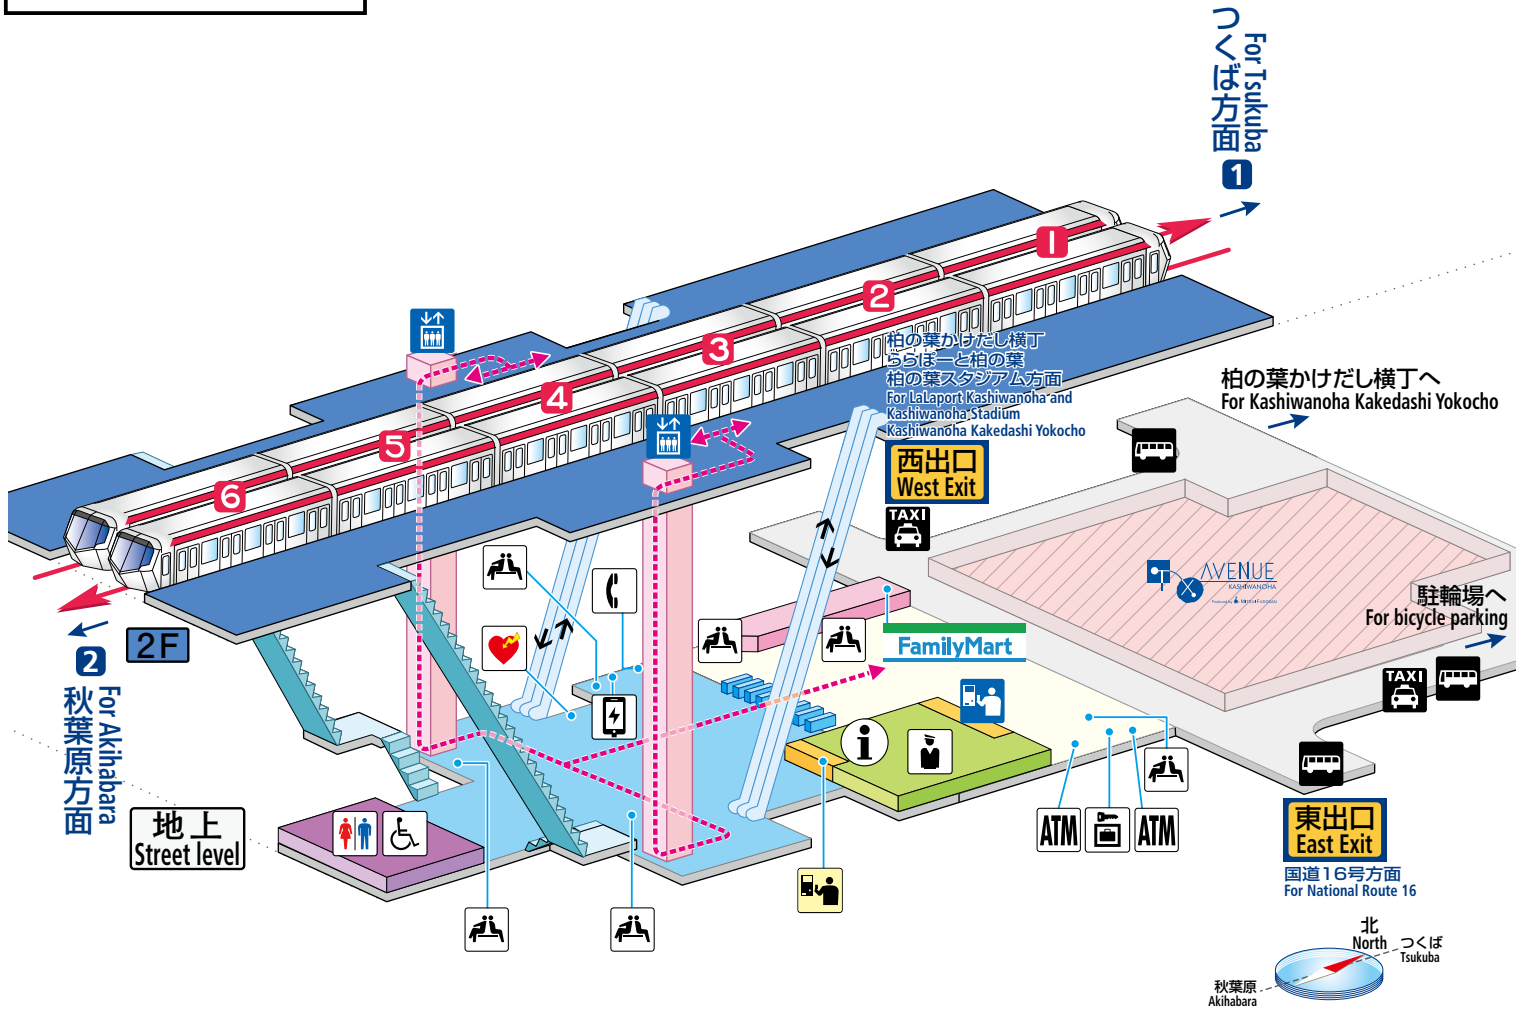 つくば方面
For Tsukuba
1
1
2
3
4
5
6
柏の葉かけだし横丁
ららぽーと柏の葉
柏の葉スタジアム方面
For LaLaport Kashiwanoha and
Kashiwanoha Stadium
Kashiwanoha Kakedashi Yokocho
西出口
West Exit
TAXI
柏の葉かけだし横丁へ
For Kashiwanoha Kakedashi Yokocho
AVENUE
KASHIWANOHA
Produced by MITSUI FUDOSAN
駐輪場へ
For bicycle parking
TAXI
2F
2
秋葉原方面
For Akihabara
FamilyMart
i
地上
Street level
ATM
ATM
東出口
East Exit
国道16号方面
For National Route 16
北
North
つくば
Tsukuba
秋葉原
Akihabara